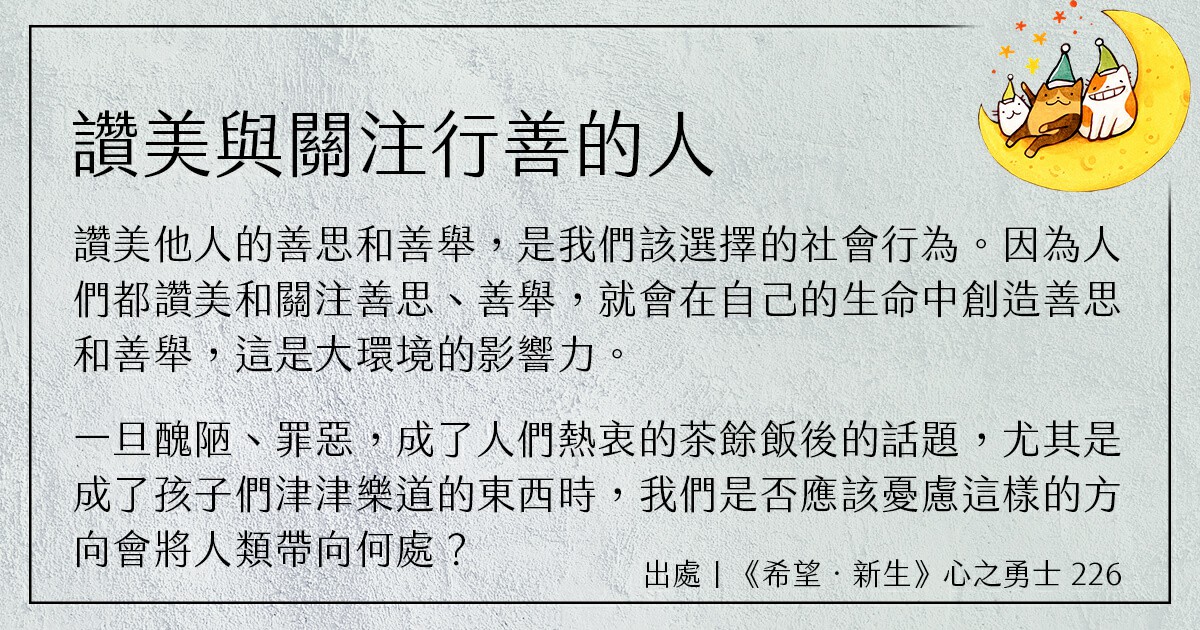 讚美與關注行善的人
讚美他人的善思和善舉，是我們該選擇的社會行為。因為人
們都讚美和關注善思、善舉，就會在自己的生命中創造善思
和善舉，這是大環境的影響力。
一旦醜陋、罪惡，成了人們熱衷的茶餘飯後的話題，尤其是
成了孩子們津津樂道的東西時，我們是否應該憂慮這樣的方
向會將人類帶向何處？
出處｜《希望．新生》心之勇士 226